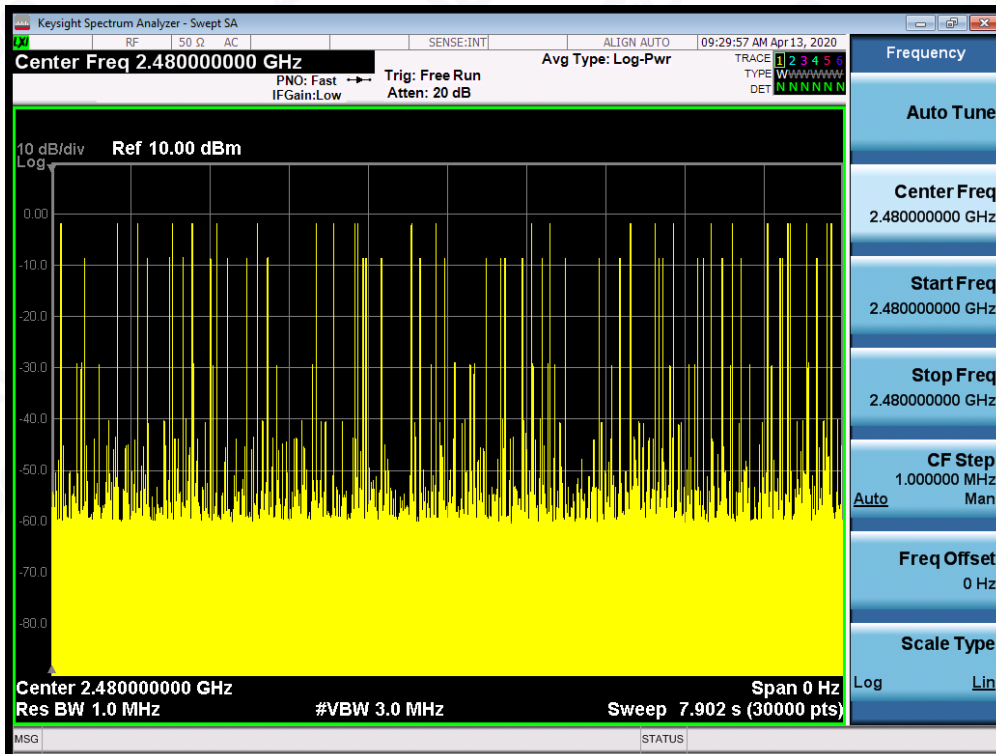 Keysight Spectrum Analyzer - Swept SA
LXI RF 50 Ω AC SENSE:INT ALIGN AUTO 09:29:57 AM Apr 13, 2020
Center Freq 2.480000000 GHz
PNO: Fast
IFGain:Low
Trig: Free Run
Atten: 20 dB
Avg Type: Log-Pwr
TRACE 1 2 3 4 5 6
TYPE WWWWWW
DET N N N N N N
10 dB/div
Log
Ref 10.00 dBm
0.00
-10.0
-20.0
-30.0
-40.0
-50.0
-60.0
-70.0
-80.0
Center 2.480000000 GHz
Span 0 Hz
Res BW 1.0 MHz
#VBW 3.0 MHz
Sweep 7.902 s (30000 pts)
MSG
STATUS
Frequency
Auto Tune
Center Freq
2.480000000 GHz
Start Freq
2.480000000 GHz
Stop Freq
2.480000000 GHz
CF Step
1.000000 MHz
Auto Man
Freq Offset
0 Hz
Scale Type
Log Lin